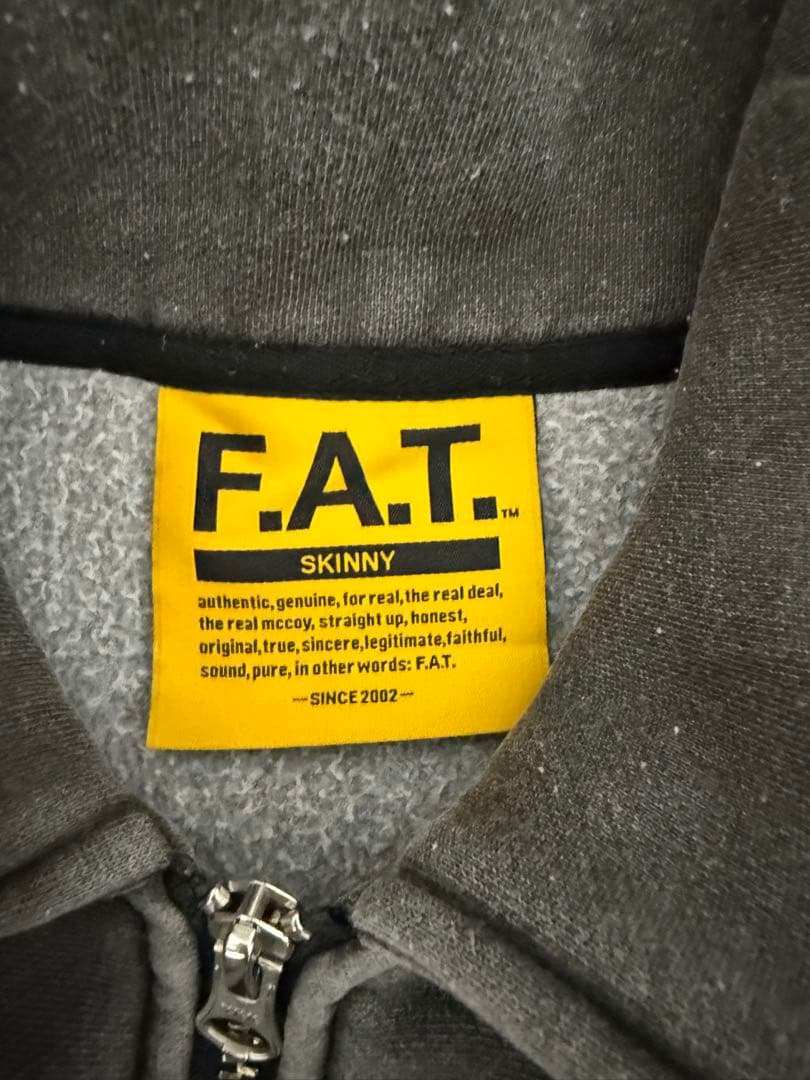 F.A.T.™
SKINNY
authentic, genuine, for real, the real deal,
the real mccoy, straight up, honest,
original, true, sincere, legitimate, faithful,
sound, pure, in other words: F.A.T.
SINCE 2002